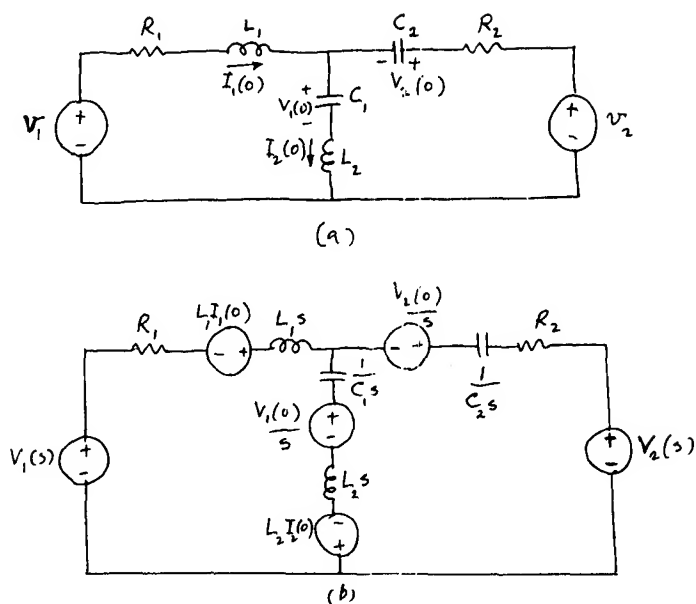 R₁ L₁ C₂ R₂
I₁(0) - + V₂(0)
+ V₁(0) - C₁
v₁ + - + - v₂
I₂(0) L₂
(a)
R₁ L₁I₁(0) - + L₁s V₂(0)/s - + 1/C₂s R₂
1/C₁s
V₁(0)/s + -
V₁(s) + - + - V₂(s)
L₂s
L₂I₂(0) - +
(b)